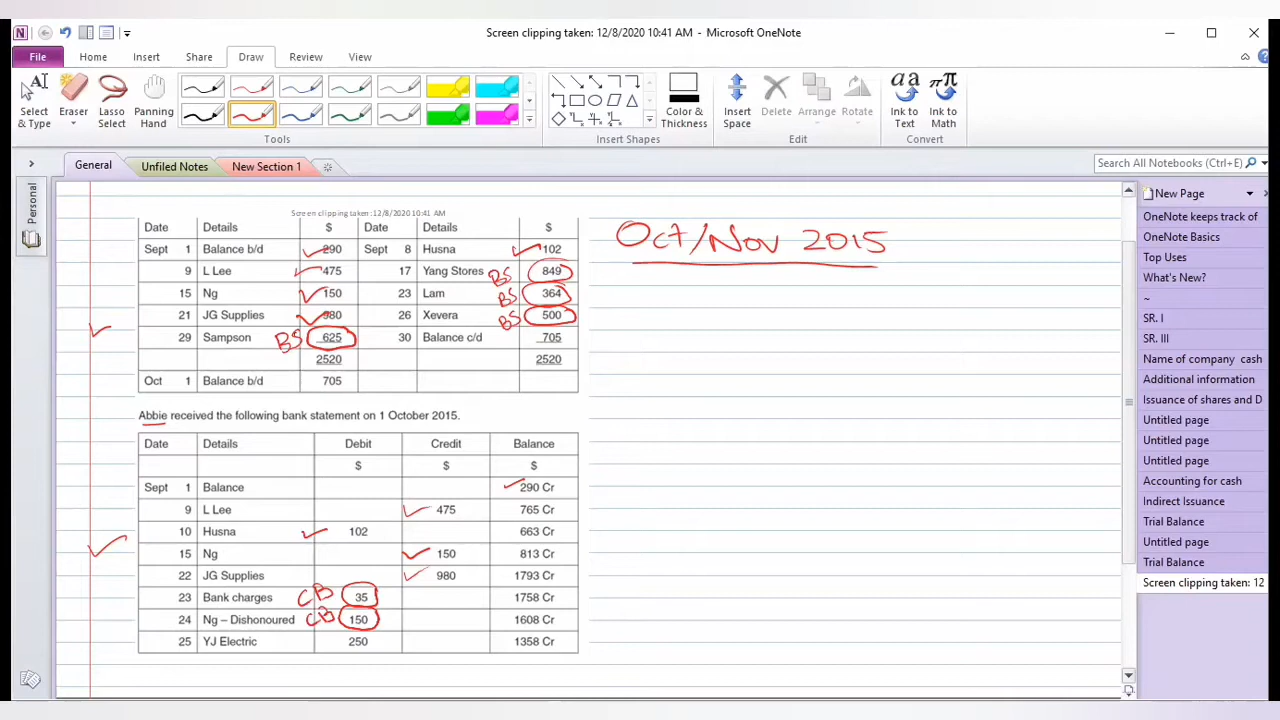 Screen clipping taken: 12/8/2020 10:41 AM - Microsoft OneNote
File Home Insert Share Draw Review View
Select & Type Eraser Lasso Select Panning Hand Color & Thickness Insert Space Delete Arrange Rotate Ink to Text Ink to Math
Tools Insert Shapes Edit Convert
General Unfiled Notes New Section 1 Search All Notebooks (Ctrl+E)
Personal
Screen clipping taken: 12/8/2020 10:41 AM
Date Details $ Date Details $
Sept 1 Balance b/d 290 Sept 8 Husna 102
9 L Lee 475 17 Yang Stores BS 849
15 Ng 150 23 Lam BS 364
21 JG Supplies 980 26 Xevera BS 500
29 Sampson BS 625 30 Balance c/d 705
2520 2520
Oct 1 Balance b/d 705
Oct/Nov 2015
Abbie received the following bank statement on 1 October 2015.
Date Details Debit Credit Balance
$ $ $
Sept 1 Balance 290 Cr
9 L Lee 475 765 Cr
10 Husna 102 663 Cr
15 Ng 150 813 Cr
22 JG Supplies 980 1793 Cr
23 Bank charges CB 35 1758 Cr
24 Ng – Dishonoured CB 150 1608 Cr
25 YJ Electric 250 1358 Cr
New Page
OneNote keeps track of
OneNote Basics
Top Uses
What's New?
~
SR. I
SR. III
Name of company cash
Additional information
Issuance of shares and D
Untitled page
Untitled page
Untitled page
Accounting for cash
Indirect Issuance
Trial Balance
Untitled page
Trial Balance
Screen clipping taken: 12